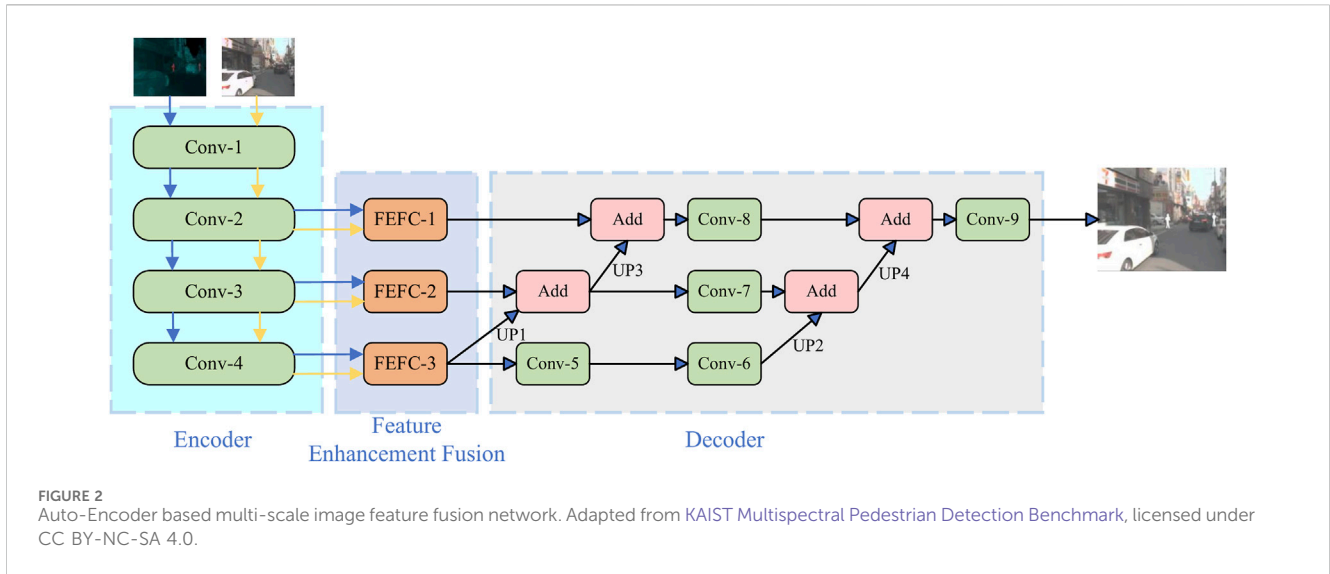 Conv-1
Conv-2
FEFC-1
Add
Conv-8
Add
Conv-9
UP3
UP4
Conv-3
FEFC-2
Add
Conv-7
Add
UP1
UP2
Conv-4
FEFC-3
Conv-5
Conv-6
Encoder
Feature
Enhancement Fusion
Decoder
FIGURE 2
Auto-Encoder based multi-scale image feature fusion network. Adapted from KAIST Multispectral Pedestrian Detection Benchmark, licensed under
CC BY-NC-SA 4.0.